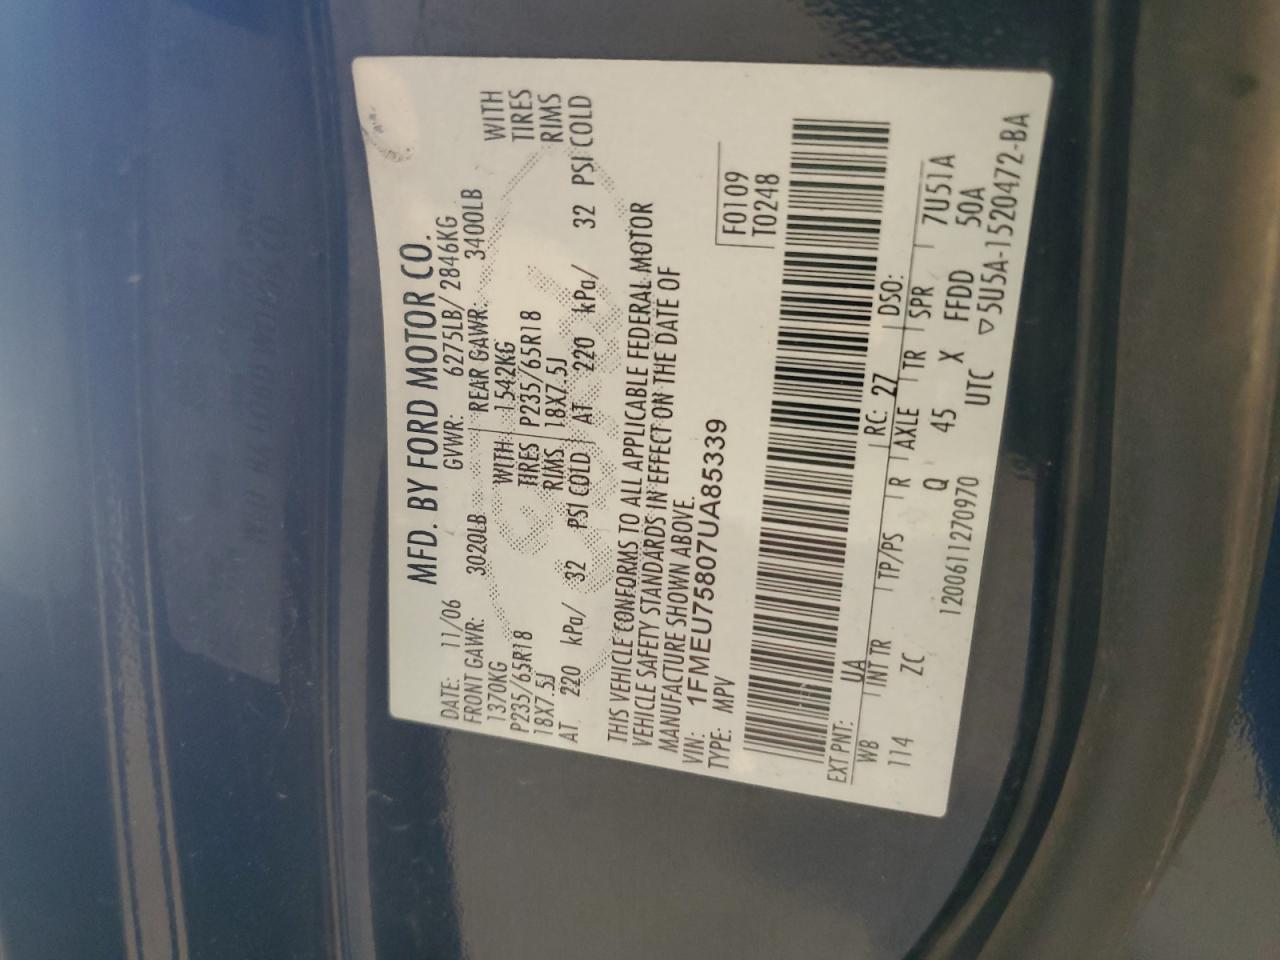 MFD. BY FORD MOTOR CO.
DATE: 11/06 GVWR: 6275LB/ 2846KG
FRONT GAWR: 3020LB REAR GAWR: 3400LB
1370KG WITH 1542KG WITH
P235/65R18 TIRES P235/65R18 TIRES
18X7.5J RIMS 18X7.5J RIMS
AT 220 kPa/ 32 PSI COLD AT 220 kPa/ 32 PSI COLD
THIS VEHICLE CONFORMS TO ALL APPLICABLE FEDERAL MOTOR
VEHICLE SAFETY STANDARDS IN EFFECT ON THE DATE OF
MANUFACTURE SHOWN ABOVE.
VIN: 1FMEU75807UA85339 F0109
TYPE: MPV T0248
EXT PNT: UA RC: 27 DSO:
WB INT TR TP/PS R AXLE TR SPR 7U51A
114 ZC Q 45 X FFDD 50A
120061127097​0 UTC ▽5U5A-1520472-BA